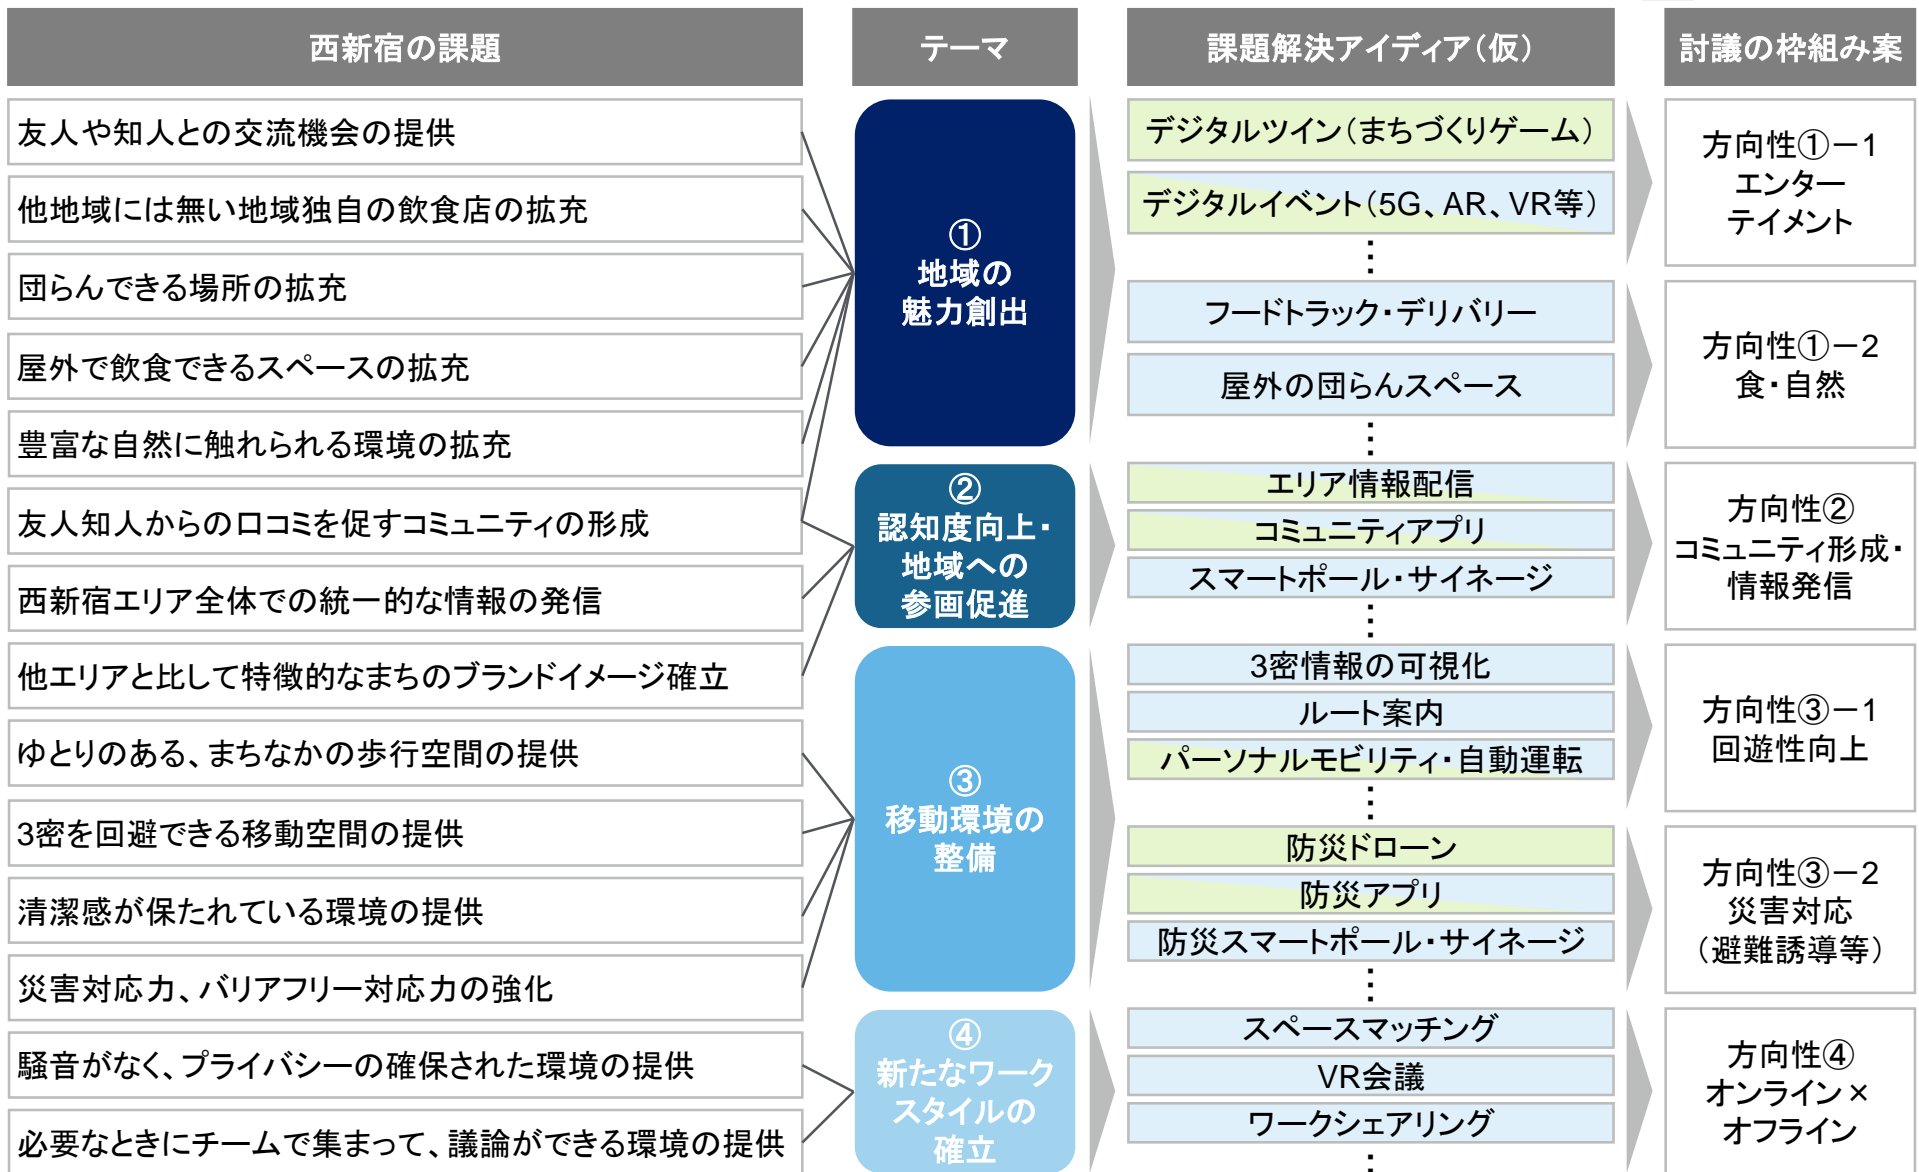 西新宿の課題
友人や知人との交流機会の提供
他地域には無い地域独自の飲食店の拡充
団らんできる場所の拡充
屋外で飲食できるスペースの拡充
豊富な自然に触れられる環境の拡充
友人知人からの口コミを促すコミュニティの形成
西新宿エリア全体での統一的な情報の発信
他エリアと比して特徴的なまちのブランドイメージ確立
ゆとりのある、まちなかの歩行空間の提供
3密を回避できる移動空間の提供
清潔感が保たれている環境の提供
災害対応力、バリアフリー対応力の強化
騒音がなく、プライバシーの確保された環境の提供
必要なときにチームで集まって、議論ができる環境の提供
テーマ
①
地域の
魅力創出
②
認知度向上・
地域への
参画促進
③
移動環境の
整備
④
新たなワーク
スタイルの
確立
課題解決アイディア（仮）
デジタルツイン（まちづくりゲーム）
デジタルイベント（5G、AR、VR等）
フードトラック・デリバリー
屋外の団らんスペース
エリア情報配信
コミュニティアプリ
スマートポール・サイネージ
3密情報の可視化
ルート案内
パーソナルモビリティ・自動運転
防災ドローン
防災アプリ
防災スマートポール・サイネージ
スペースマッチング
VR会議
ワークシェアリング
討議の枠組み案
方向性①－1
エンター
テイメント
方向性①－2
食・自然
方向性②
コミュニティ形成・
情報発信
方向性③－1
回遊性向上
方向性③－2
災害対応
（避難誘導等）
方向性④
オンライン×
オフライン